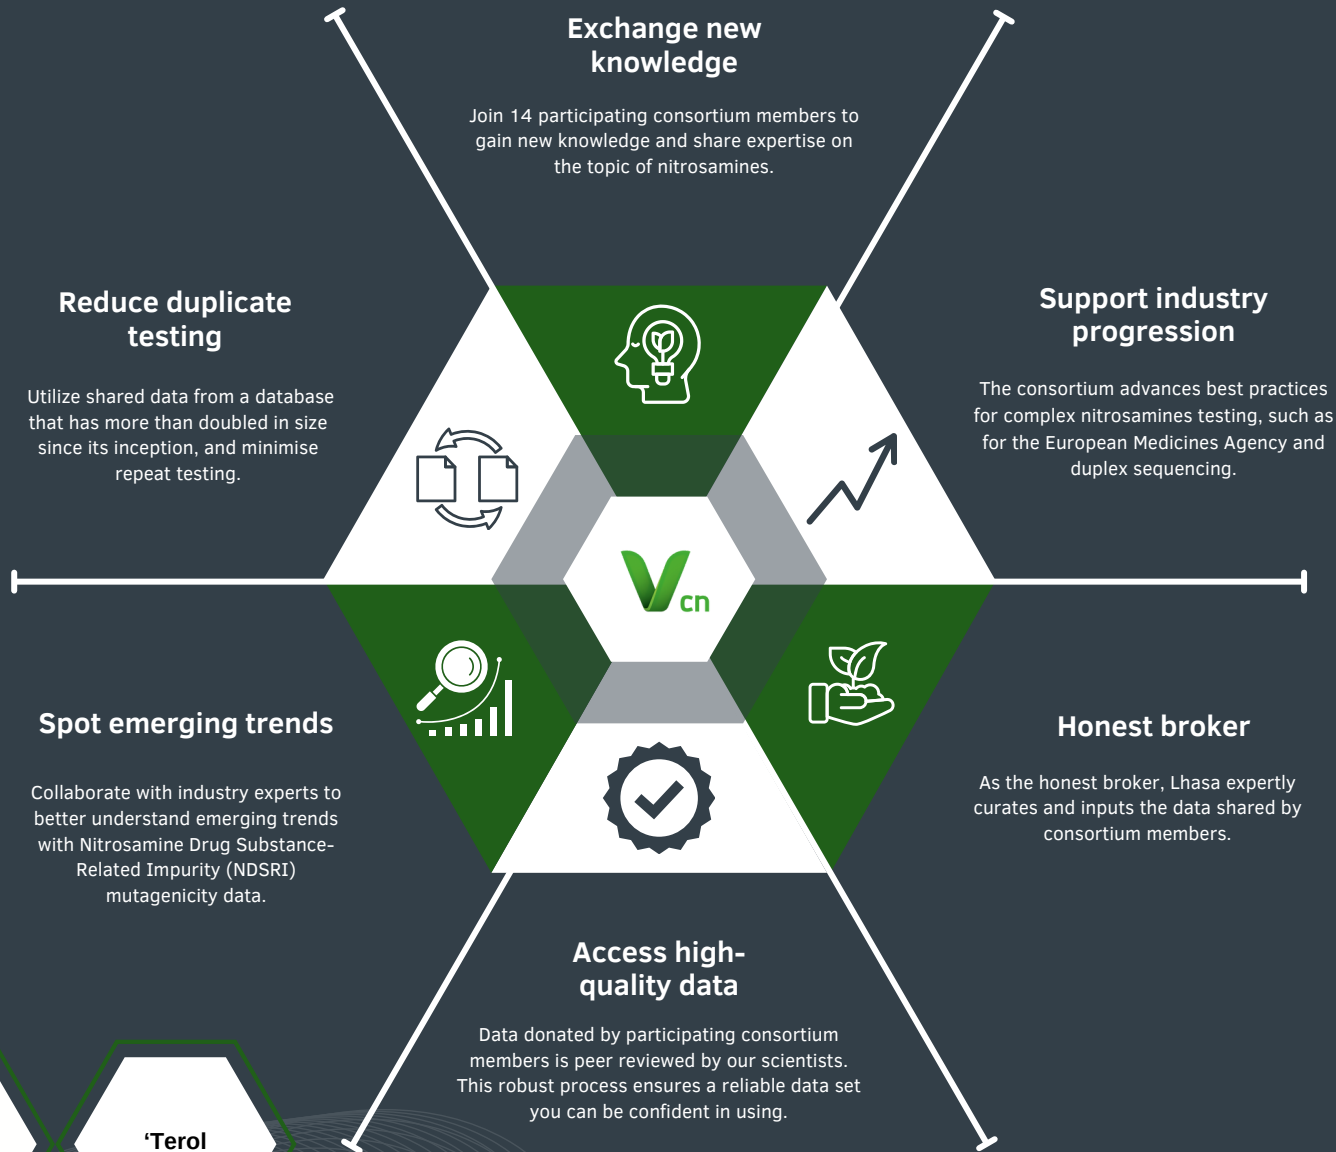 Exchange new
knowledge
Join 14 participating consortium members to
gain new knowledge and share expertise on
the topic of nitrosamines.
Reduce duplicate
testing
Utilize shared data from a database
that has more than doubled in size
since its inception, and minimise
repeat testing.
Support industry
progression
The consortium advances best practices
for complex nitrosamines testing, such as
for the European Medicines Agency and
duplex sequencing.
Vcn
Spot emerging trends
Collaborate with industry experts to
better understand emerging trends
with Nitrosamine Drug Substance-
Related Impurity (NDSRI)
mutagenicity data.
Honest broker
As the honest broker, Lhasa expertly
curates and inputs the data shared by
consortium members.
Access high-
quality data
Data donated by participating consortium
members is peer reviewed by our scientists.
This robust process ensures a reliable data set
you can be confident in using.
‘Terol